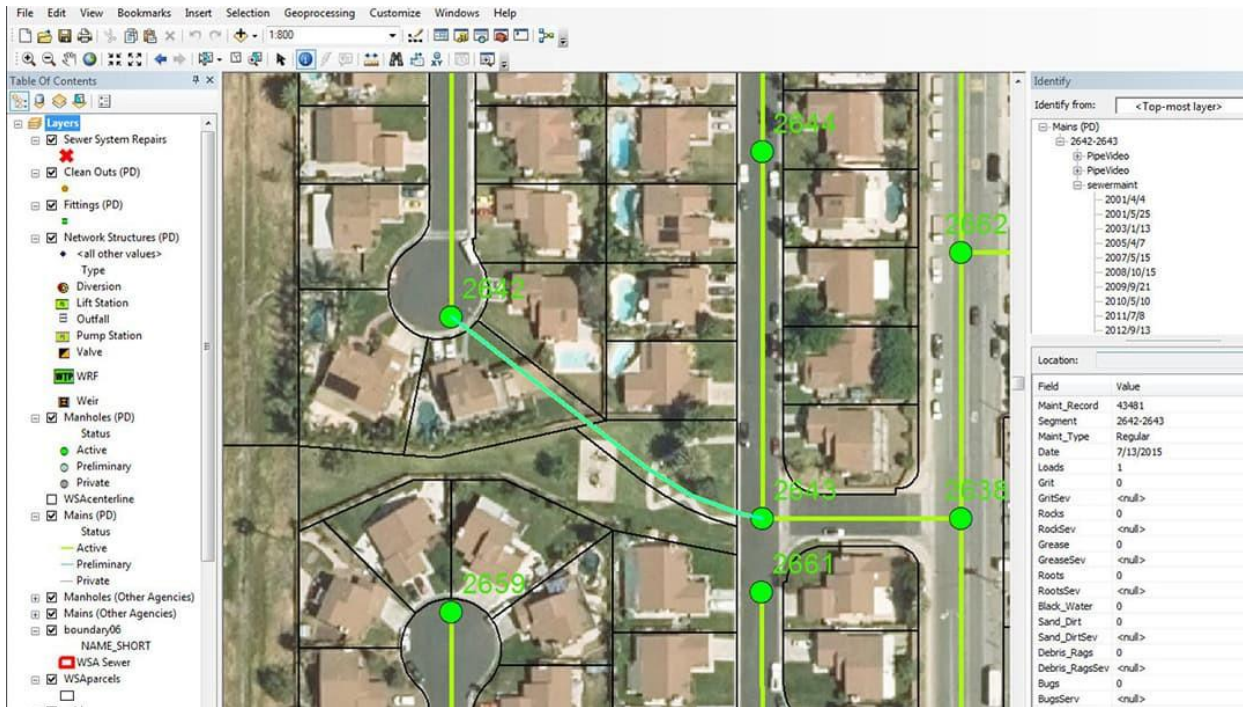 File Edit View Bookmarks Insert Selection Geoprocessing Customize Windows Help
1:800
Table Of Contents
Layers
Sewer System Repairs
Clean Outs (PD)
Fittings (PD)
Network Structures (PD)
<all other values>
Type
Diversion
Lift Station
Outfall
Pump Station
Valve
WRF
Weir
Manholes (PD)
Status
Active
Preliminary
Private
WSAcenterline
Mains (PD)
Status
Active
Preliminary
Private
Manholes (Other Agencies)
Mains (Other Agencies)
boundary06
NAME_SHORT
WSA Sewer
WSAparcels
2644
2652
2642
2643
2638
2661
2659
Identify
Identify from: <Top-most layer>
Mains (PD)
2642-2643
PipeVideo
PipeVideo
sewermaint
2001/4/4
2001/5/25
2003/1/13
2005/4/7
2007/5/15
2008/10/15
2009/9/21
2010/5/10
2011/7/8
2012/9/13
Location:
Field Value
Maint_Record 43481
Segment 2642-2643
Maint_Type Regular
Date 7/13/2015
Loads 1
Grit 0
GritSev <null>
Rocks 0
RockSev <null>
Grease 0
GreaseSev <null>
Roots 0
RootsSev <null>
Black_Water 0
Sand_Dirt 0
Sand_DirtSev <null>
Debris_Rags 0
Debris_RagsSev <null>
Bugs 0
BugsServ <null>